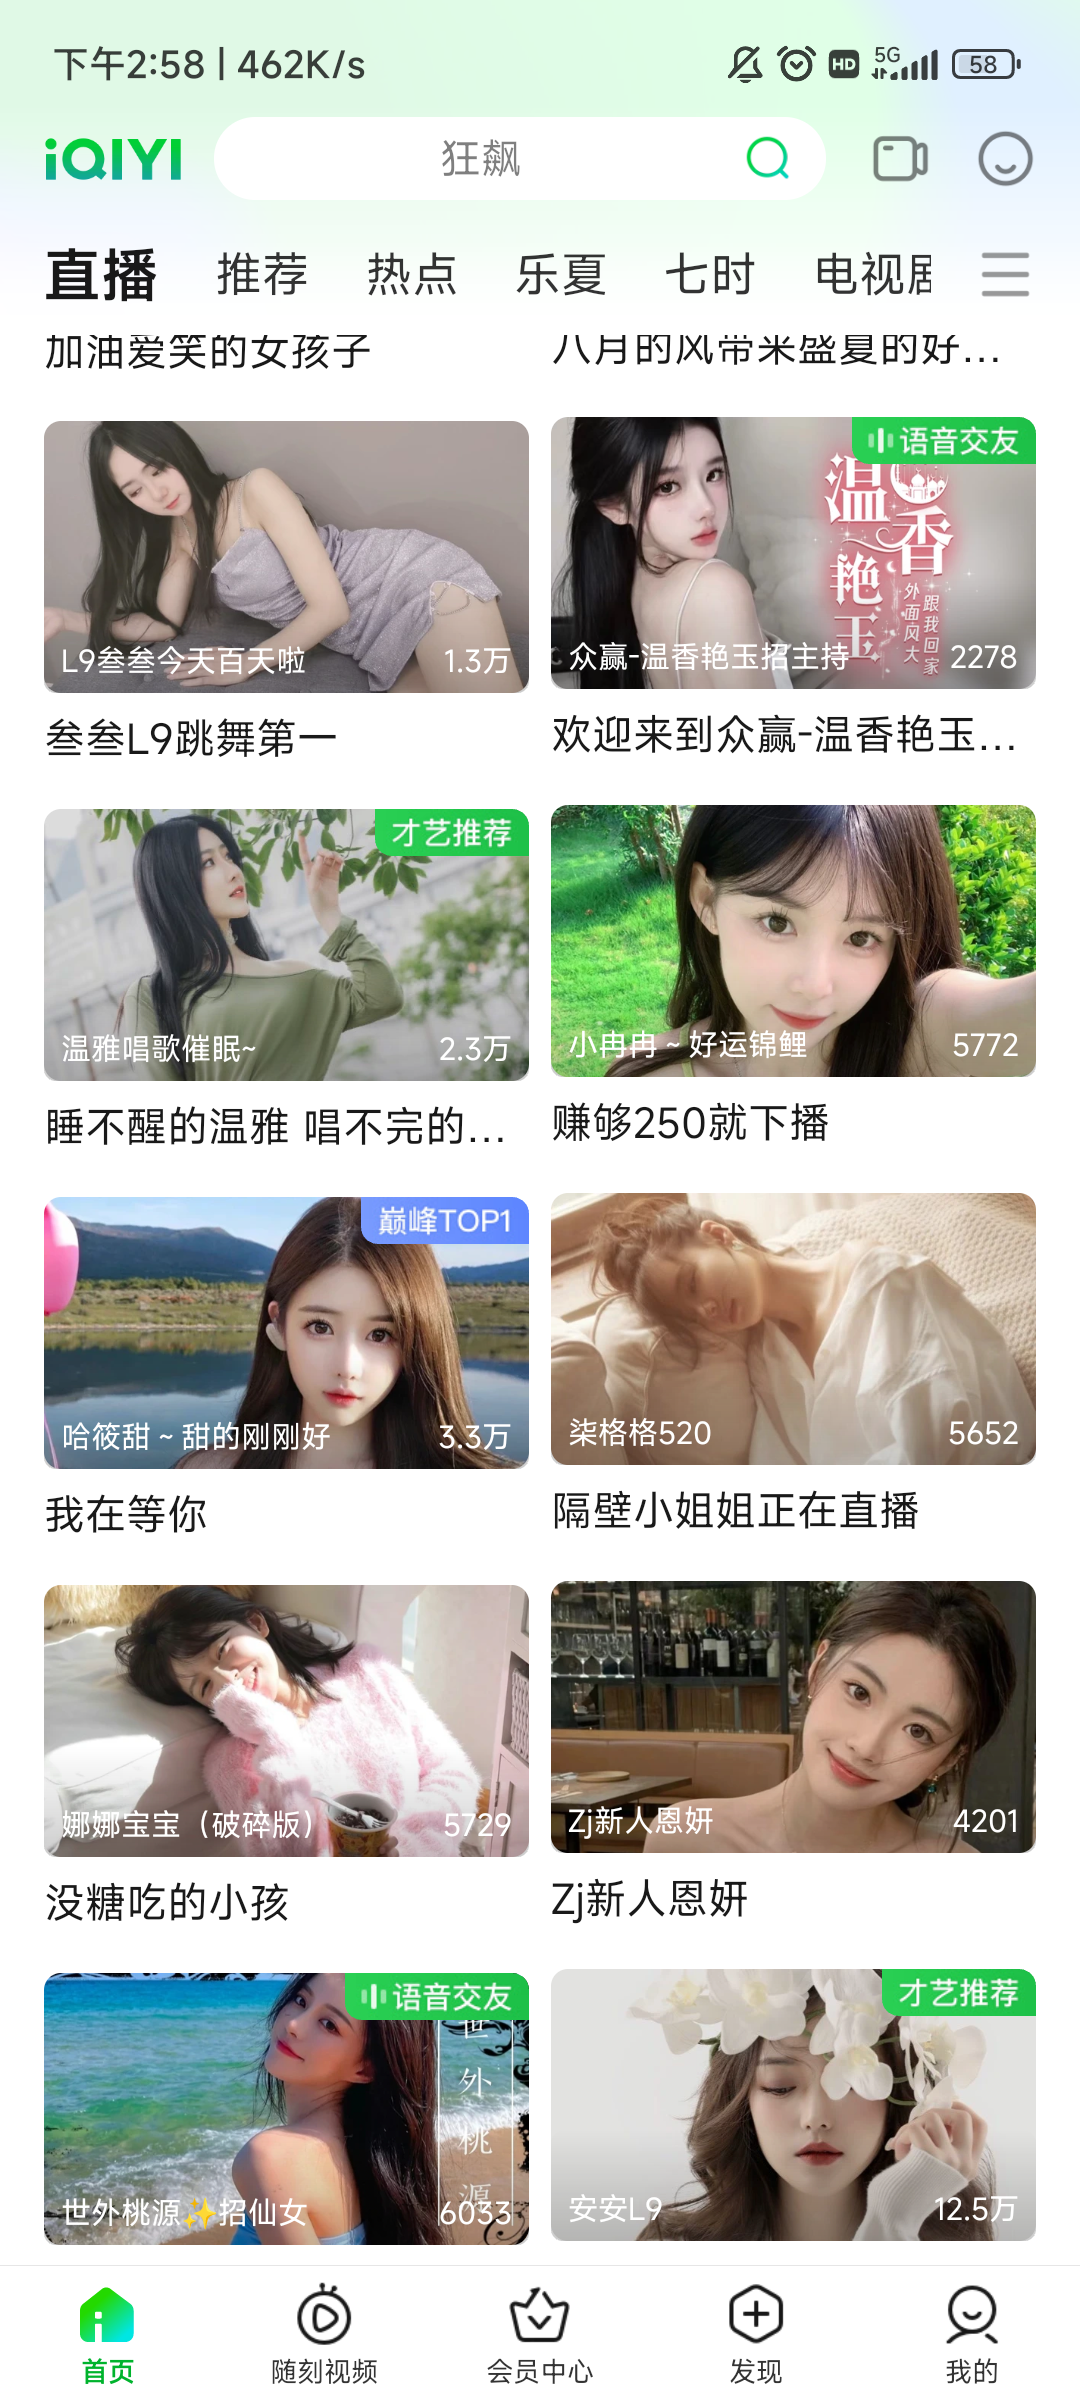 下午2:58 | 462K/s
HD
5G
58
iQIYI
狂飙
直播 推荐 热点 乐夏 七时 电视剧
加油爱笑的女孩子
八月的风带来盛夏的好...
L9叁叁今天百天啦
1.3万
叁叁L9跳舞第一
语音交友
温香艳玉
外面风大
跟我回家
众赢-温香艳玉招主持
2278
欢迎来到众赢-温香艳玉...
才艺推荐
温雅唱歌催眠~
2.3万
睡不醒的温雅 唱不完的...
小冉冉 ~ 好运锦鲤
5772
赚够250就下播
巅峰TOP1
哈筱甜 ~ 甜的刚刚好
3.3万
我在等你
柒格格520
5652
隔壁小姐姐正在直播
娜娜宝宝（破碎版）
5729
没糖吃的小孩
Zj新人恩妍
4201
Zj新人恩妍
语音交友
世外桃源
世外桃源✨招仙女
6033
才艺推荐
安安L9
12.5万
首页
随刻视频
会员中心
发现
我的